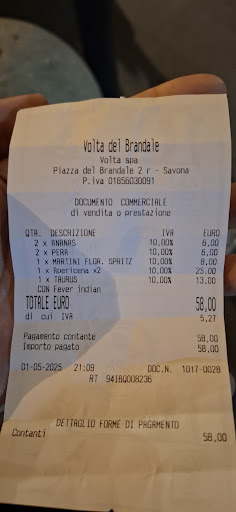 Volta del Brandale
Volta spa
Piazza del Brandale 2 r - Savona
P.iva 01855030091
DOCUMENTO COMMERCIALE
di vendita o prestazione
QTA. DESCRIZIONE IVA EURO
2 x ANANAS 10,00% 6,00
2 x PERA 10,00% 6,00
1 x MARTINI FLOR. SPRITZ 10,00% 8,00
1 x Apericena x2 10,00% 25,00
1 x TAURUS 10,00% 13,00
CON Fever indian
TOTALE EURO 58,00
di cui IVA 5,27
Pagamento contante 58,00
Importo pagato 58,00
01-05-2025 21:09 DOC.N. 1017-0028
RT 94IBQ008236
DETTAGLIO FORME DI PAGAMENTO
Contanti 58,00